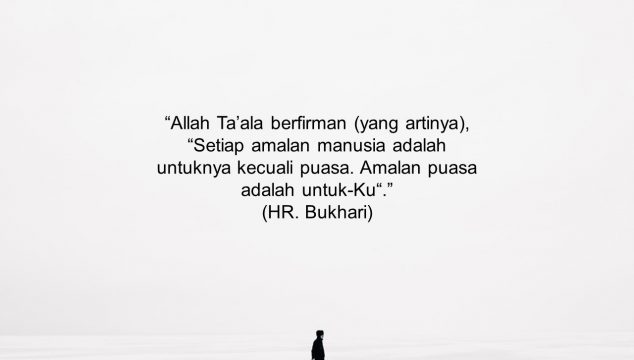 “Allah Ta’ala berfirman (yang artinya),
“Setiap amalan manusia adalah
untuknya kecuali puasa. Amalan puasa
adalah untuk-Ku“.”
(HR. Bukhari)